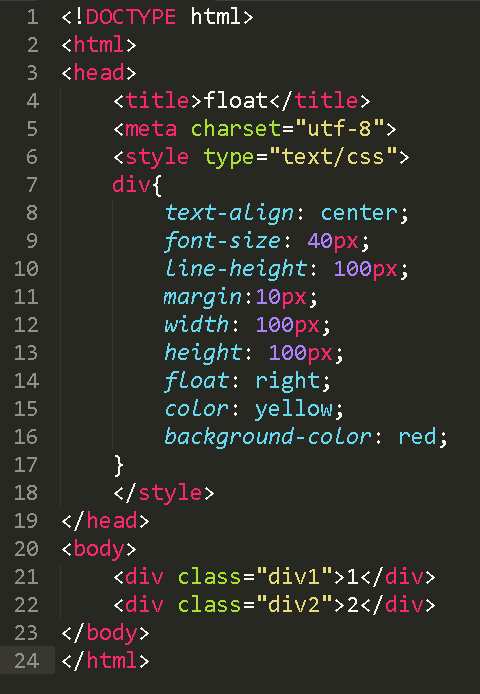 1 <!DOCTYPE html>
2 <html>
3 <head>
4 <title>float</title>
5 <meta charset="utf-8">
6 <style type="text/css">
7 div{
8 text-align: center;
9 font-size: 40px;
10 line-height: 100px;
11 margin:10px;
12 width: 100px;
13 height: 100px;
14 float: right;
15 color: yellow;
16 background-color: red;
17 }
18 </style>
19 </head>
20 <body>
21 <div class="div1">1</div>
22 <div class="div2">2</div>
23 </body>
24 </html>